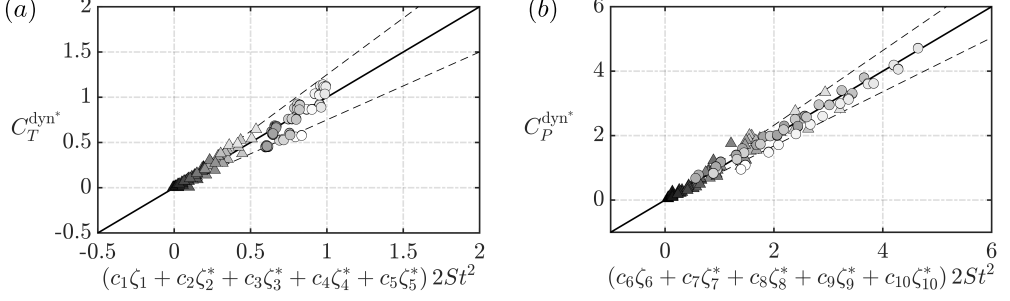 (a)
2
1.5
1
0.5
0
-0.5
C_T^{dyn*}
-0.5 0 0.5 1 1.5 2
(c₁ζ₁ + c₂ζ₂* + c₃ζ₃* + c₄ζ₄* + c₅ζ₅*) 2St²
(b)
6
4
2
0
C_P^{dyn*}
0 2 4 6
(c₆ζ₆ + c₇ζ₇* + c₈ζ₈* + c₉ζ₉* + c₁₀ζ₁₀*) 2St²